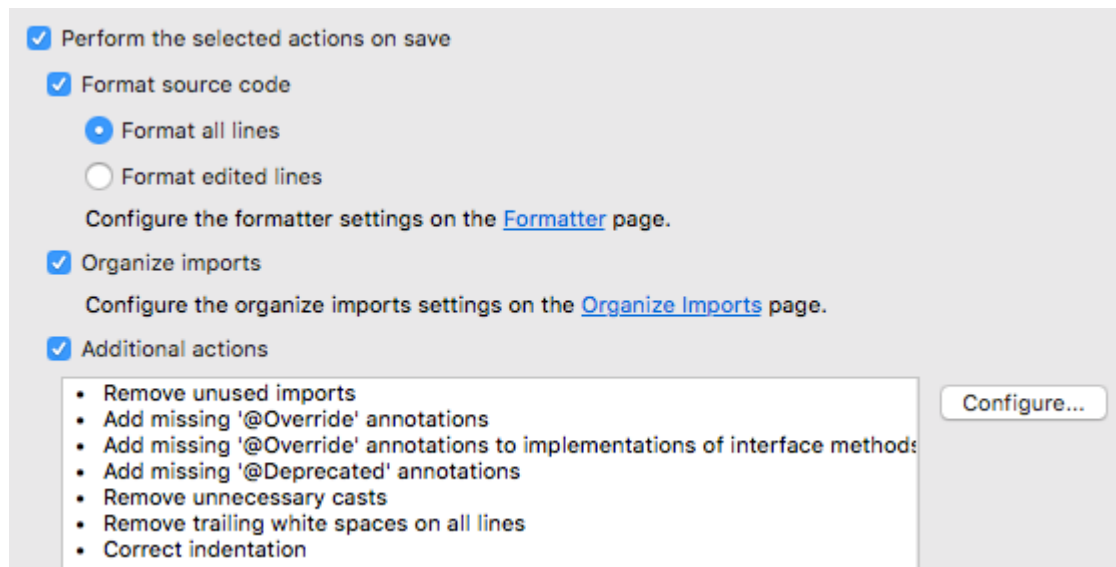 Perform the selected actions on save
Format source code
Format all lines
Format edited lines
Configure the formatter settings on the Formatter page.
Organize imports
Configure the organize imports settings on the Organize Imports page.
Additional actions
• Remove unused imports
• Add missing '@Override' annotations
• Add missing '@Override' annotations to implementations of interface methods
• Add missing '@Deprecated' annotations
• Remove unnecessary casts
• Remove trailing white spaces on all lines
• Correct indentation
Configure...